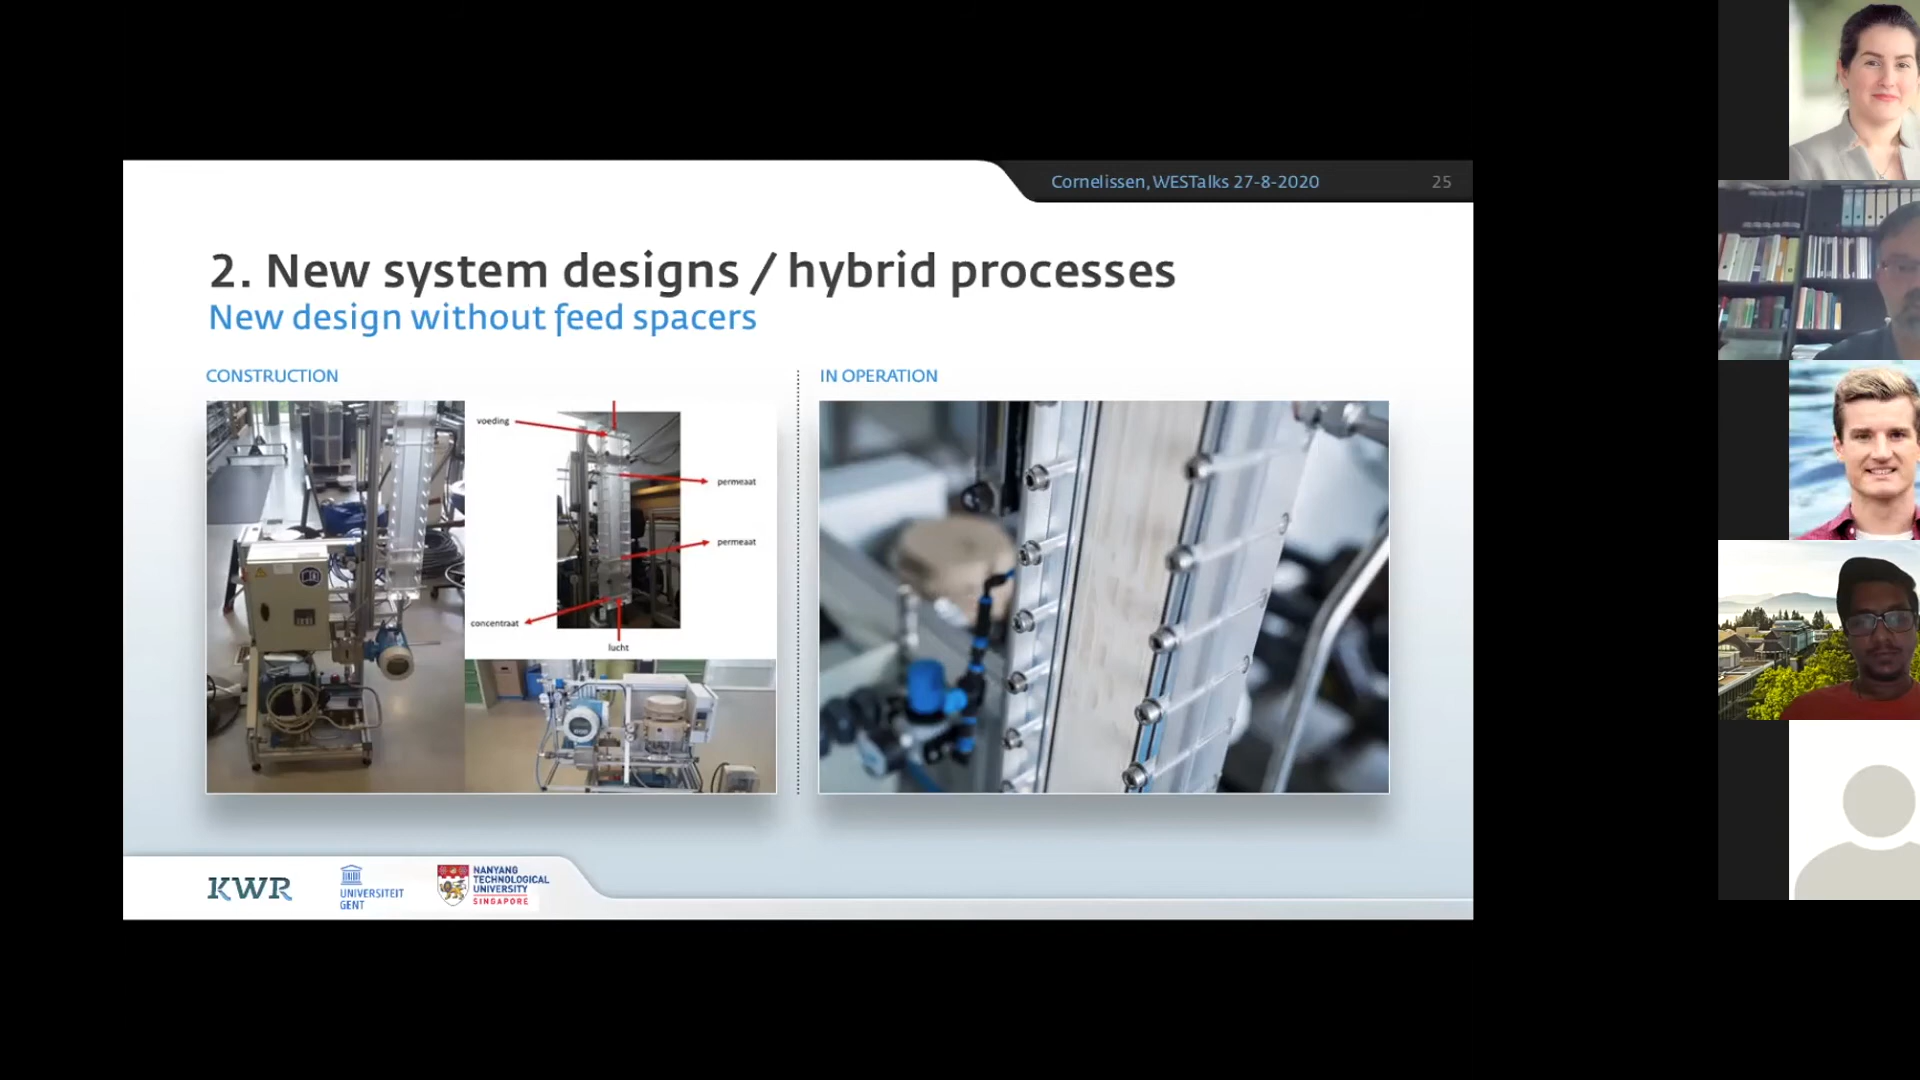 Cornelissen, WESTalks 27-8-2020 25
2. New system designs / hybrid processes
New design without feed spacers
CONSTRUCTION
voeding
permeaat
permeaat
concentraat
lucht
IN OPERATION
KWR
UNIVERSITEIT
GENT
NANYANG
TECHNOLOGICAL
UNIVERSITY
SINGAPORE